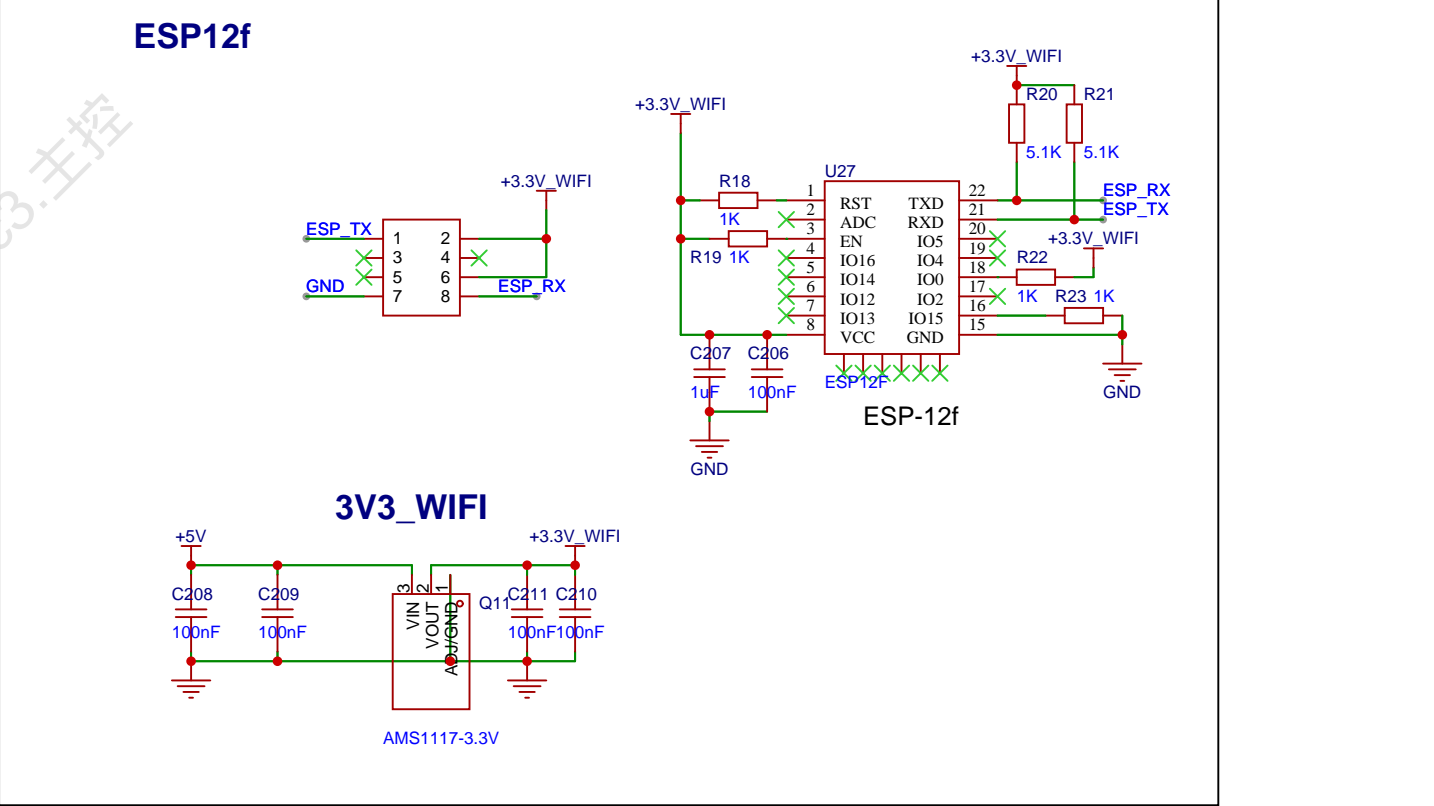 ESP12f
3.主控
+3.3V_WIFI
ESP_TX
GND
1
3
5
7
2
4
6
8
ESP_RX
+3.3V_WIFI
R18
1K
R19 1K
U27
1
2
3
4
5
6
7
8
RST
ADC
EN
IO16
IO14
IO12
IO13
VCC
TXD
RXD
IO5
IO4
IO0
IO2
IO15
GND
22
21
20
19
18
17
16
15
ESP12F
ESP-12f
C207
1uF
C206
100nF
GND
+3.3V_WIFI
R20
5.1K
R21
5.1K
ESP_RX
ESP_TX
+3.3V_WIFI
R22
1K
R23 1K
GND
3V3_WIFI
+5V
C208
100nF
C209
100nF
3
2
1
VIN
VOUT
ADJ/GND
Q11
AMS1117-3.3V
+3.3V_WIFI
C211
100nF
C210
100nF